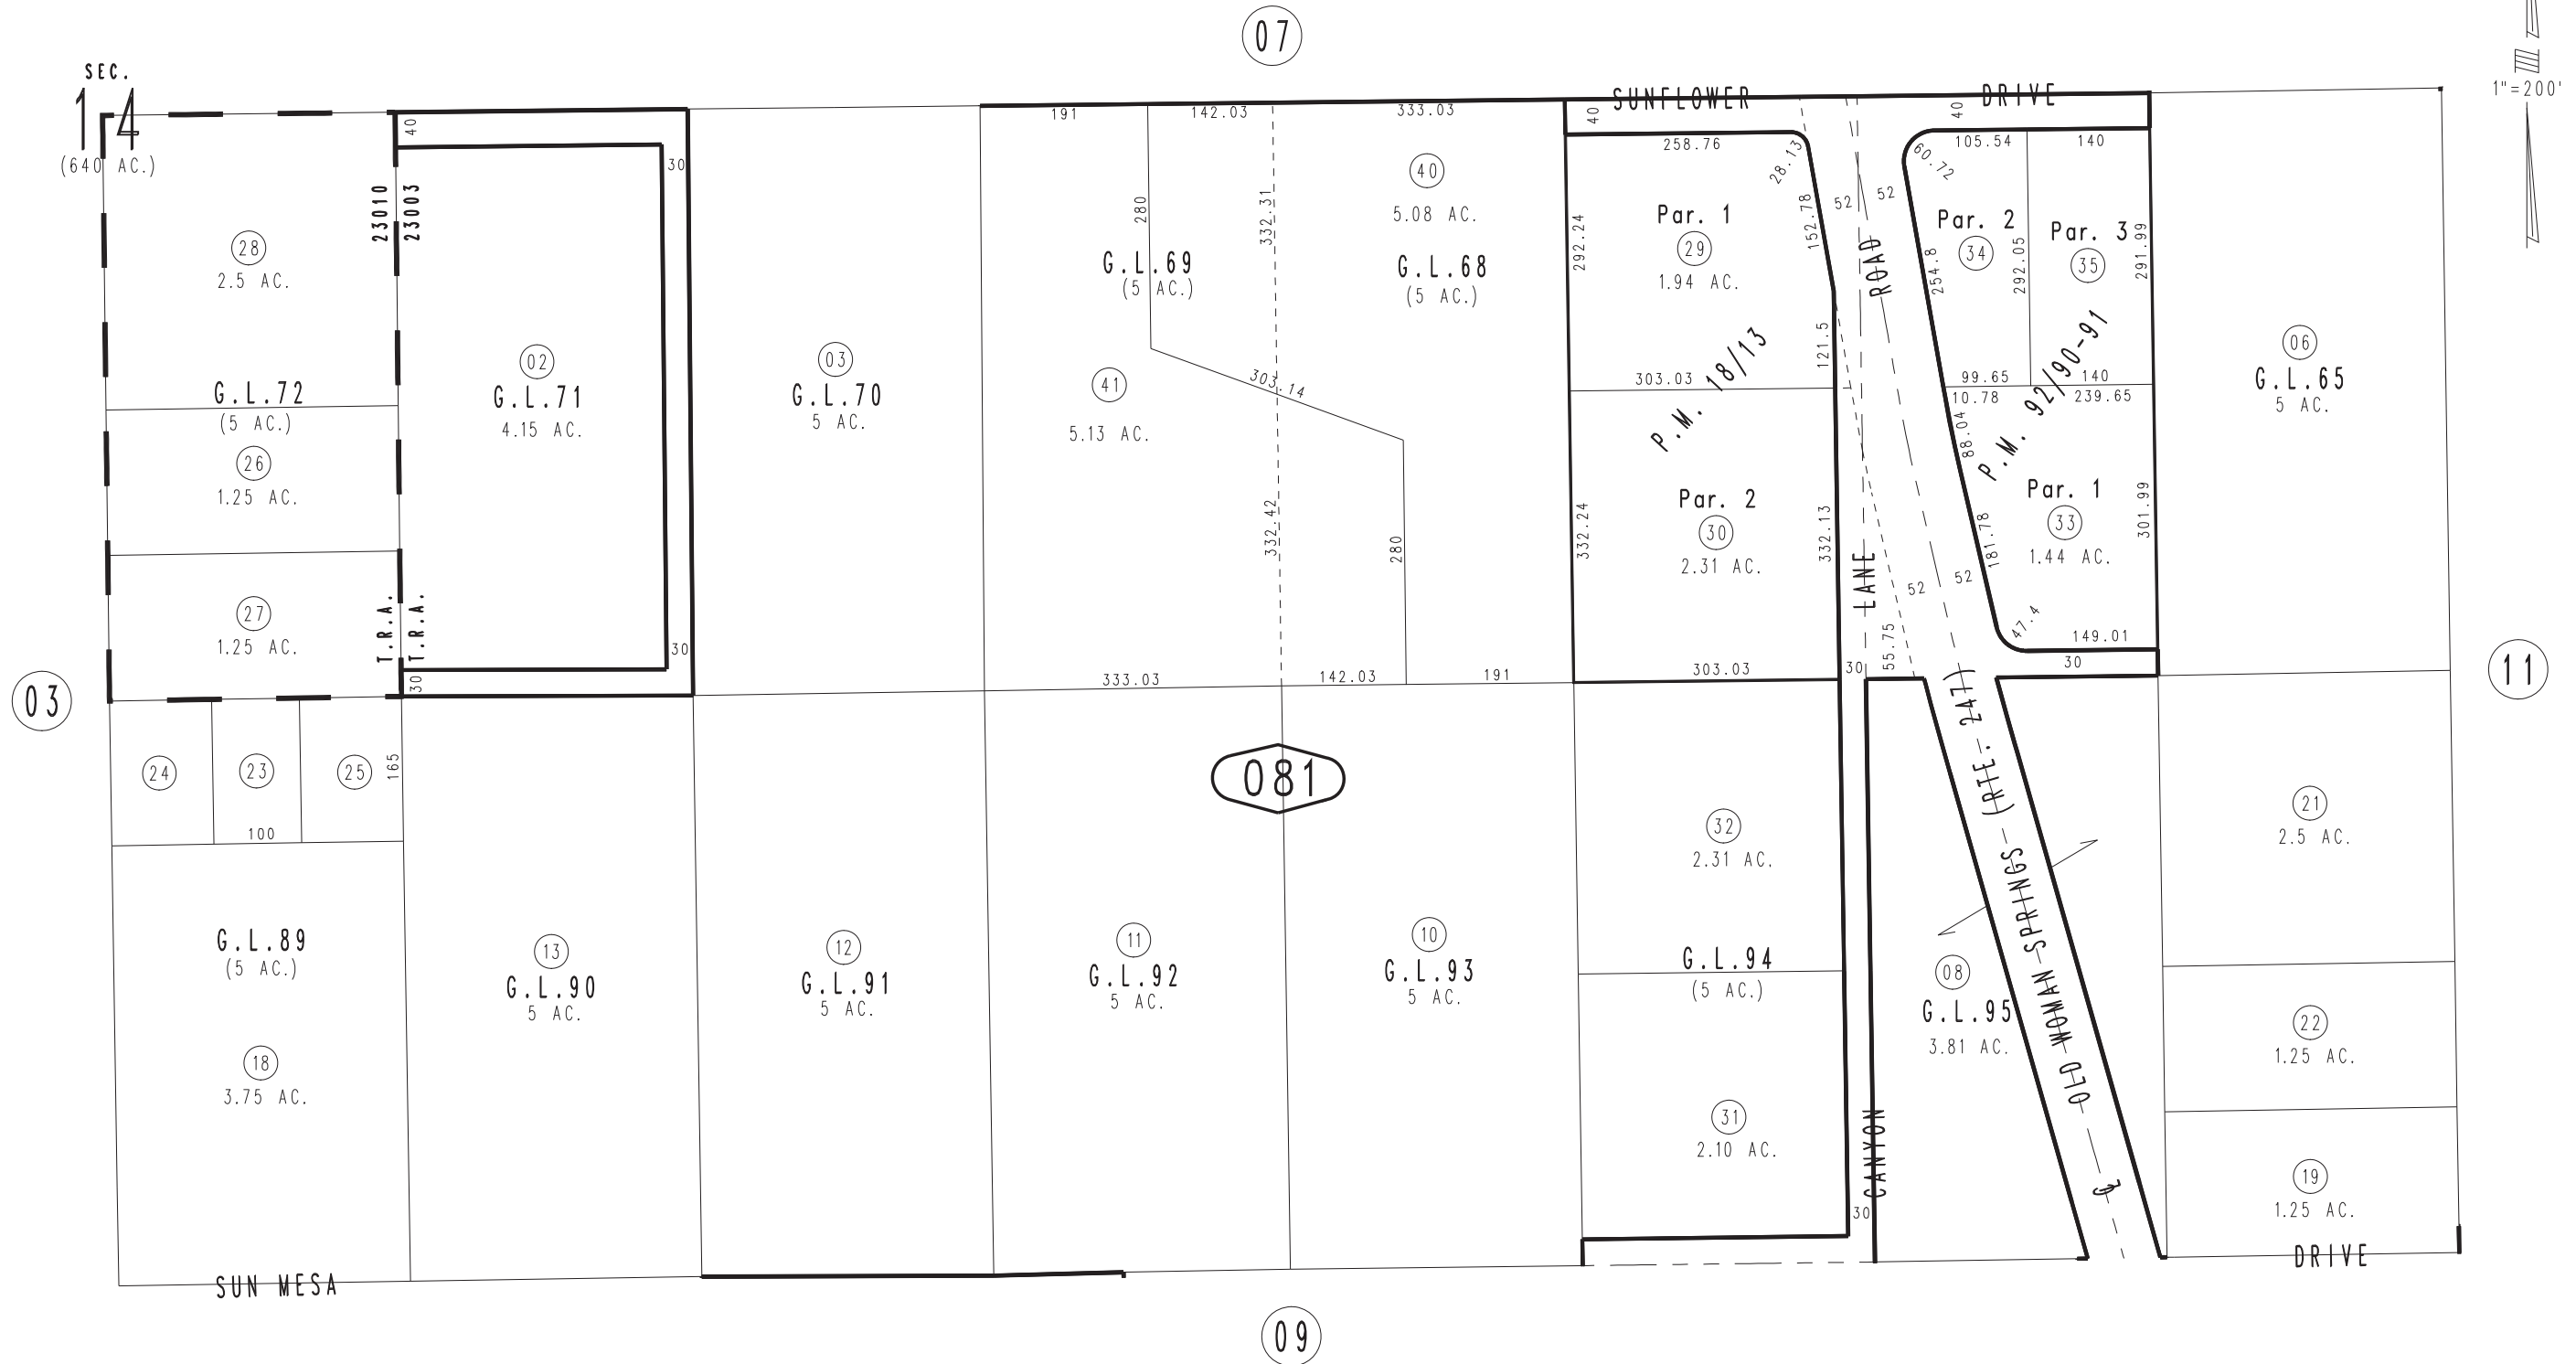 07
SEC.
14
(640 AC.)
1"=200'
SUNFLOWER DRIVE
40
30
191
142.03
333.03
40
40
258.76
28.13
60.72
105.54
140
23010
23003
28
2.5 AC.
G.L.72
(5 AC.)
26
1.25 AC.
27
1.25 AC.
T.R.A.
T.R.A.
02
G.L.71
4.15 AC.
30
30
03
G.L.70
5 AC.
280
332.31
G.L.69
(5 AC.)
41
5.13 AC.
303.14
332.42
280
333.03
142.03
191
40
5.08 AC.
G.L.68
(5 AC.)
292.24
Par. 1
29
1.94 AC.
152.78
121.5
303.03
P.M. 18/13
332.24
Par. 2
30
2.31 AC.
332.13
303.03
52
52
ROAD
LANE
52
52
30
55.75
254.8
Par. 2
34
292.05
Par. 3
35
291.99
99.65
140
10.78
239.65
P.M. 92/90-91
88.04
181.78
Par. 1
33
1.44 AC.
301.99
47.4
149.01
30
06
G.L.65
5 AC.
03
11
24
23
25
165
100
G.L.89
(5 AC.)
18
3.75 AC.
13
G.L.90
5 AC.
12
G.L.91
5 AC.
081
11
G.L.92
5 AC.
10
G.L.93
5 AC.
32
2.31 AC.
G.L.94
(5 AC.)
31
2.10 AC.
CANYON
30
08
G.L.95
3.81 AC.
OLD WOMAN SPRINGS (RTE. 247)
21
2.5 AC.
22
1.25 AC.
19
1.25 AC.
SUN MESA
DRIVE
09